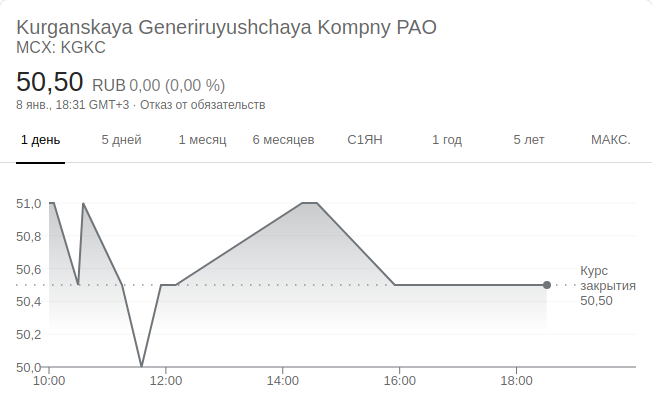 Kurganskaya Generiruyushchaya Kompny PAO
MCX: KGKC
50,50 RUB 0,00 (0,00 %)
8 янв., 18:31 GMT+3 · Отказ от обязательств
1 день 5 дней 1 месяц 6 месяцев С1ЯН 1 год 5 лет МАКС.
51,0
50,8
50,6
50,4
50,2
50,0
Курс
закрытия
50,50
10:00 12:00 14:00 16:00 18:00